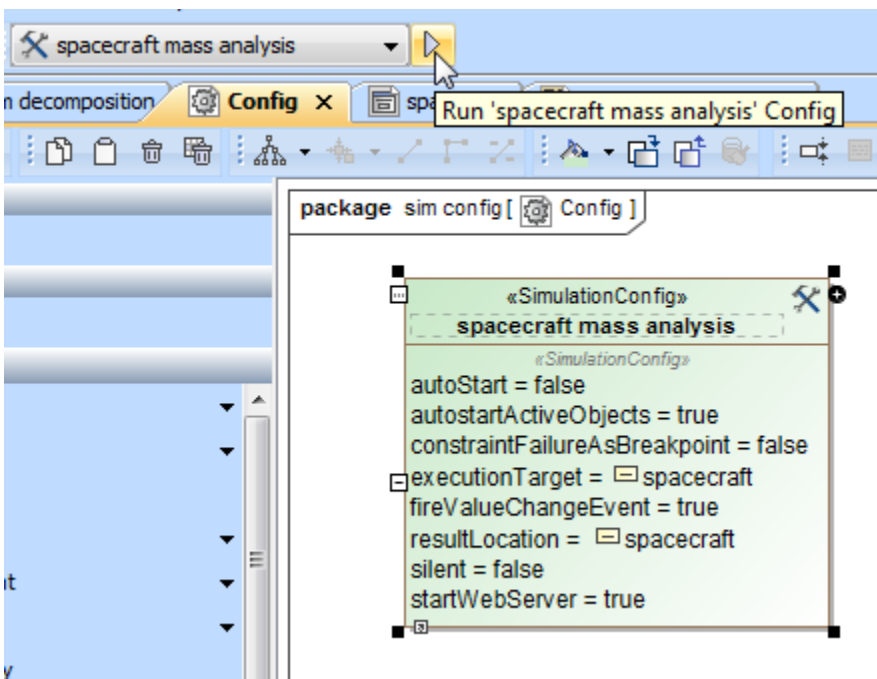 spacecraft mass analysis
decomposition
Config
Run 'spacecraft mass analysis' Config
package sim config[ Config ]
«SimulationConfig»
spacecraft mass analysis
«SimulationConfig»
autoStart = false
autostartActiveObjects = true
constraintFailureAsBreakpoint = false
executionTarget = spacecraft
fireValueChangeEvent = true
resultLocation = spacecraft
silent = false
startWebServer = true